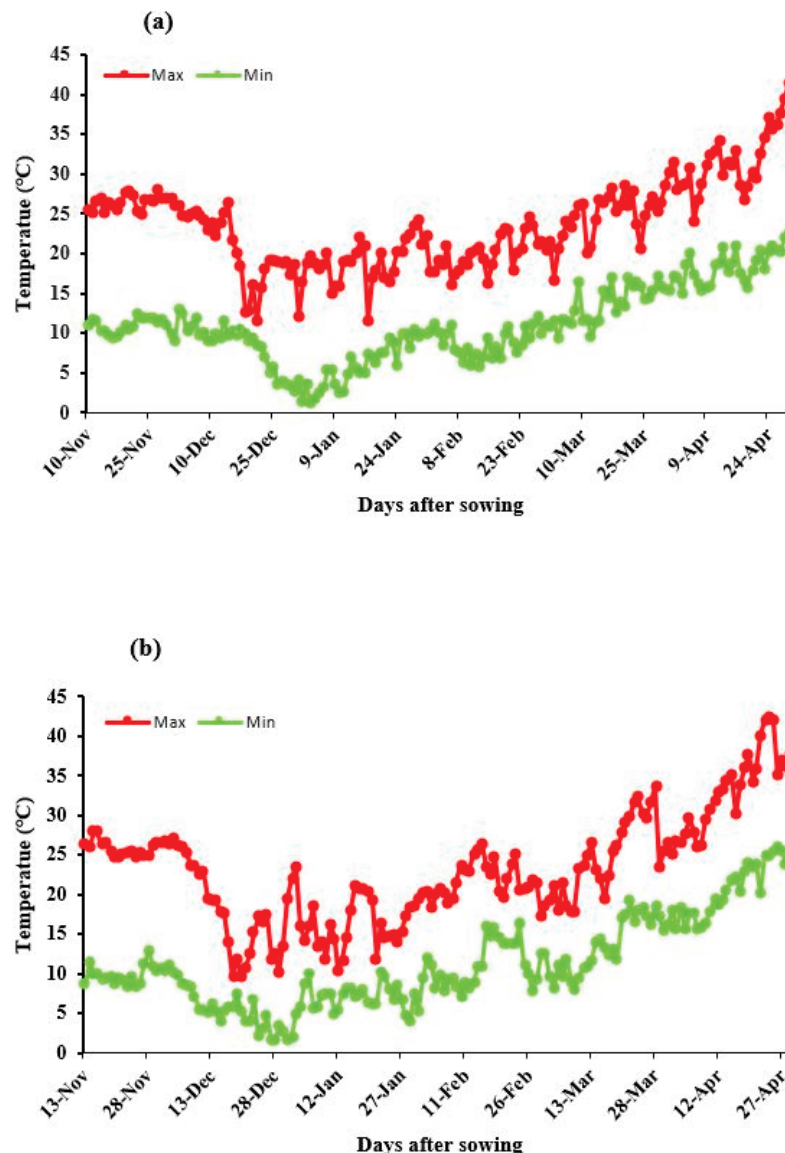 (a)
Max Min
Temperatue (°C)
45
40
35
30
25
20
15
10
5
0
10-Nov 25-Nov 10-Dec 25-Dec 9-Jan 24-Jan 8-Feb 23-Feb 10-Mar 25-Mar 9-Apr 24-Apr
Days after sowing
(b)
Max Min
Temperatue (°C)
45
40
35
30
25
20
15
10
5
0
13-Nov 28-Nov 13-Dec 28-Dec 12-Jan 27-Jan 11-Feb 26-Feb 13-Mar 28-Mar 12-Apr 27-Apr
Days after sowing